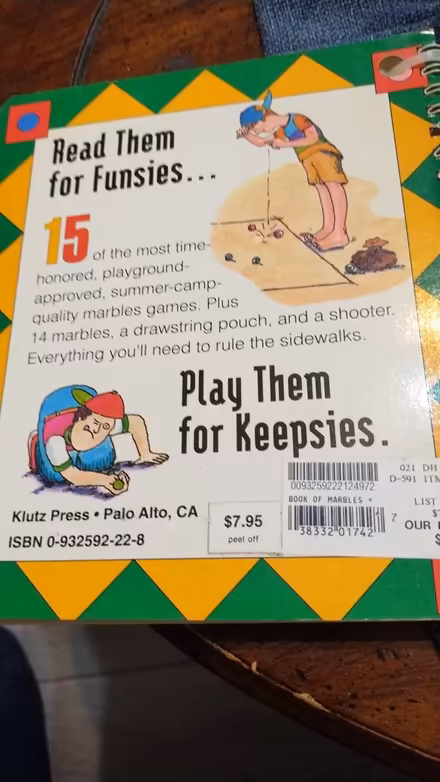 Read Them
for Funsies...
15 of the most time-
honored, playground-
approved, summer-camp-
quality marbles games. Plus
14 marbles, a drawstring pouch, and a shooter.
Everything you'll need to rule the sidewalks.
Play Them
for Keepsies.
Klutz Press • Palo Alto, CA
ISBN 0-932592-22-8
$7.95
peel off
0093259222124972
BOOK OF MARBLES +
38332 01742
7
021 DH
D-591 ITM
LIST
OUR